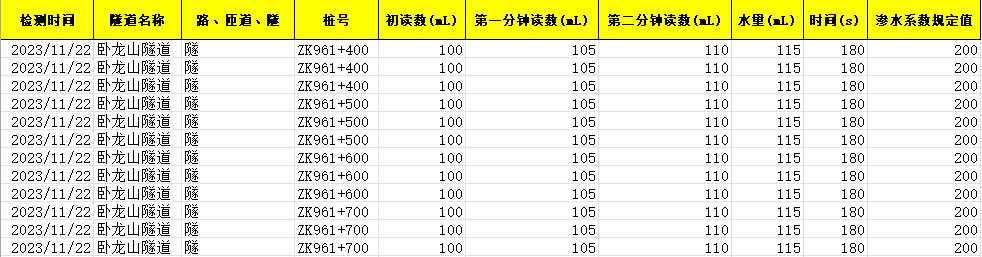 检测时间 隧道名称 路、匝道、隧 桩号 初读数(mL) 第一分钟读数(mL) 第二分钟读数(mL) 水量(mL) 时间(s) 渗水系数规定值
2023/11/22 卧龙山隧道 隧 ZK961+400 100 105 110 115 180 200
2023/11/22 卧龙山隧道 隧 ZK961+400 100 105 110 115 180 200
2023/11/22 卧龙山隧道 隧 ZK961+400 100 105 110 115 180 200
2023/11/22 卧龙山隧道 隧 ZK961+500 100 105 110 115 180 200
2023/11/22 卧龙山隧道 隧 ZK961+500 100 105 110 115 180 200
2023/11/22 卧龙山隧道 隧 ZK961+500 100 105 110 115 180 200
2023/11/22 卧龙山隧道 隧 ZK961+600 100 105 110 115 180 200
2023/11/22 卧龙山隧道 隧 ZK961+600 100 105 110 115 180 200
2023/11/22 卧龙山隧道 隧 ZK961+600 100 105 110 115 180 200
2023/11/22 卧龙山隧道 隧 ZK961+700 100 105 110 115 180 200
2023/11/22 卧龙山隧道 隧 ZK961+700 100 105 110 115 180 200
2023/11/22 卧龙山隧道 隧 ZK961+700 100 105 110 115 180 200